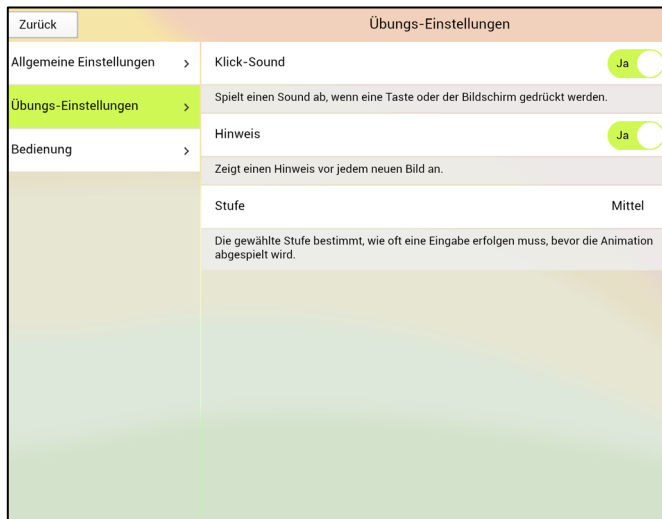 Zurück
Übungs-Einstellungen
Allgemeine Einstellungen
Übungs-Einstellungen
Bedienung
Klick-Sound
Ja
Spielt einen Sound ab, wenn eine Taste oder der Bildschirm gedrückt werden.
Hinweis
Ja
Zeigt einen Hinweis vor jedem neuen Bild an.
Stufe
Mittel
Die gewählte Stufe bestimmt, wie oft eine Eingabe erfolgen muss, bevor die Animation
abgespielt wird.